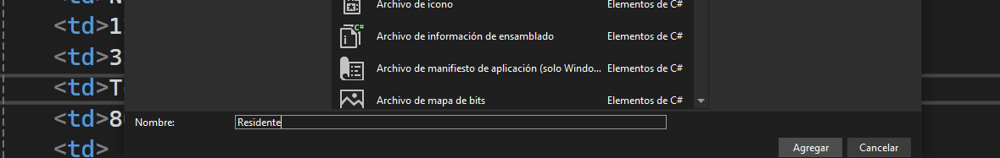 Archivo de icono Elementos de C#
<td>1
Archivo de información de ensamblado Elementos de C#
<td>3
Archivo de manifiesto de aplicación (solo Windo... Elementos de C#
<td>T
Archivo de mapa de bits Elementos de C#
<td>8
Nombre: Residente
<td>
Agregar Cancelar